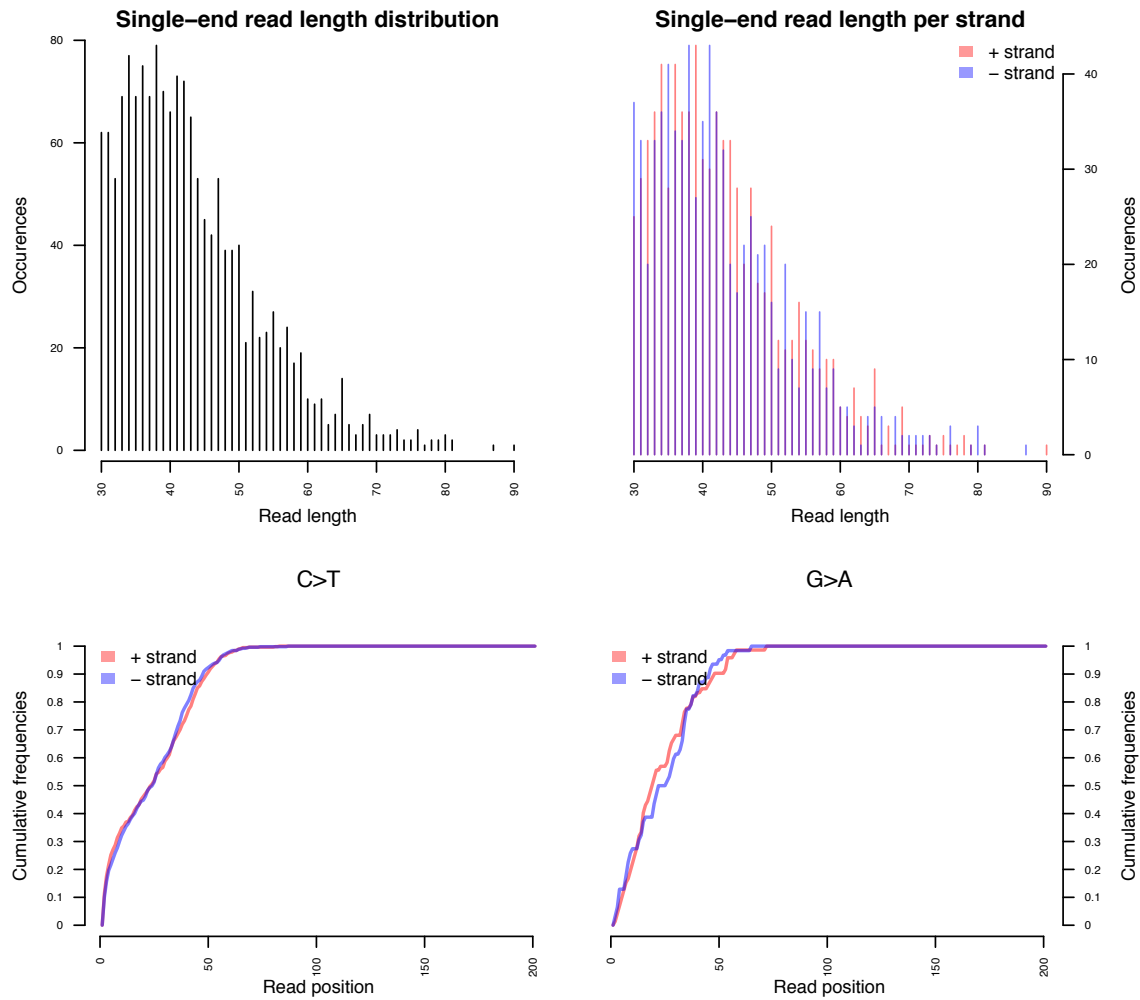 Single−end read length distribution
80
60
40
20
0
Occurences
30 40 50 60 70 80 90
Read length
Single−end read length per strand
+ strand
− strand
40
30
20
10
0
Occurences
30 40 50 60 70 80 90
Read length
C>T
1
0.9
0.8
0.7
0.6
0.5
0.4
0.3
0.2
0.1
0
Cumulative frequencies
+ strand
− strand
0 50 100 150 200
Read position
G>A
+ strand
− strand
1
0.9
0.8
0.7
0.6
0.5
0.4
0.3
0.2
0.1
0
Cumulative frequencies
0 50 100 150 200
Read position